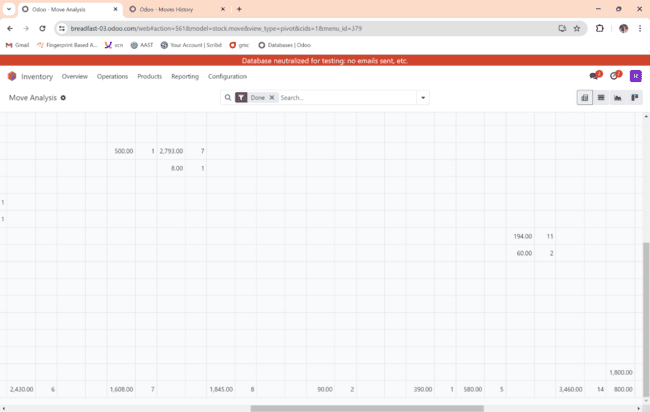 Odoo - Move Analysis
Odoo - Moves History
breadfast-03.odoo.com/web#action=561&model=stock.move&view_type=pivot&cids=1&menu_id=379
Gmail Fingerprint Based A... xcn AAST Your Account | Scribd gmc Databases | Odoo
Database neutralized for testing: no emails sent, etc.
Inventory Overview Operations Products Reporting Configuration
Move Analysis Done Search...
500.00 1 2,793.00 7
8.00 1
1
1
194.00 11
60.00 2
1,800.00
2,430.00 6 1,608.00 7 1,845.00 8 90.00 2 390.00 1 580.00 5 3,460.00 14 800.00